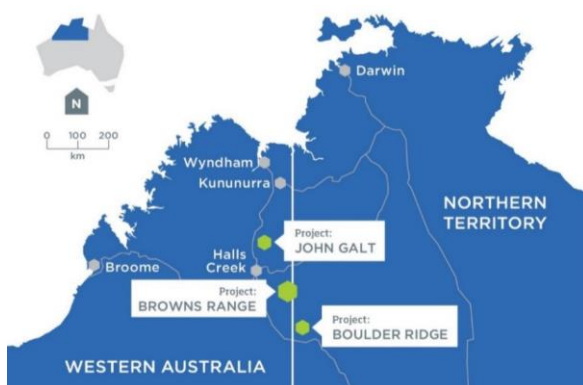 N
0 100 200
km
Darwin
Wyndham
Kununurra
NORTHERN
TERRITORY
Project:
JOHN GALT
Halls
Creek
Broome
Project:
BROWNS RANGE
Project:
BOULDER RIDGE
WESTERN AUSTRALIA